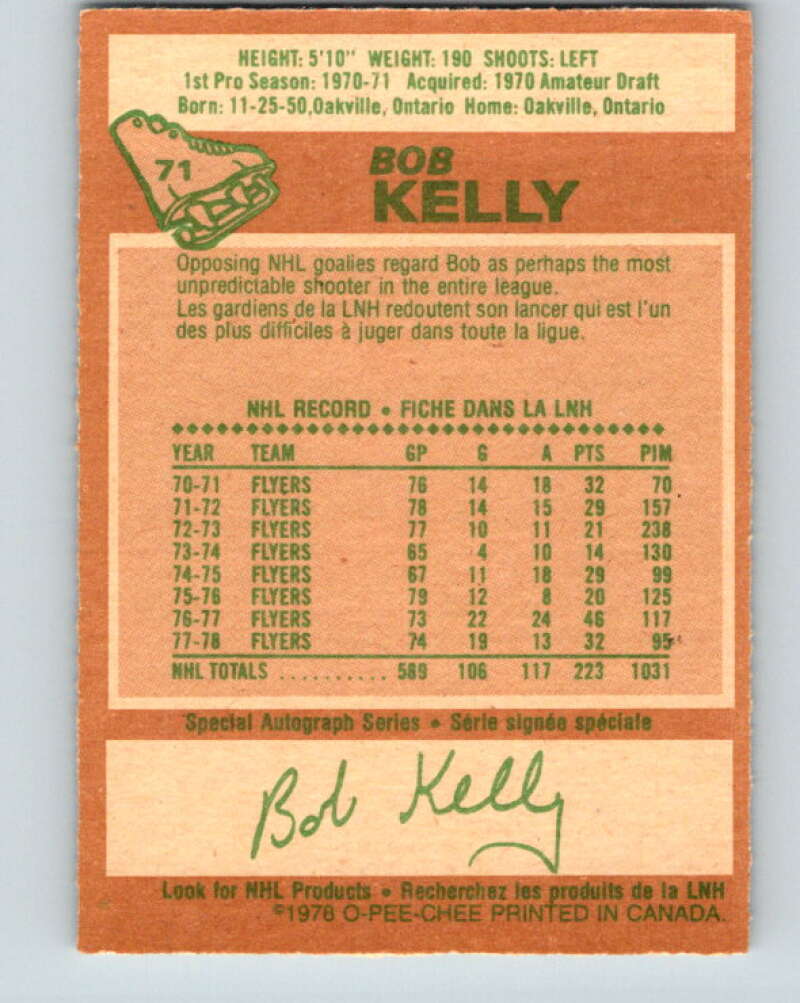 HEIGHT: 5'10" WEIGHT: 190 SHOOTS: LEFT
1st Pro Season: 1970-71 Acquired: 1970 Amateur Draft
Born: 11-25-50, Oakville, Ontario Home: Oakville, Ontario
71
BOB
KELLY
Opposing NHL goalies regard Bob as perhaps the most
unpredictable shooter in the entire league.
Les gardiens de la LNH redoutent son lancer qui est l'un
des plus difficiles à juger dans toute la ligue.
NHL RECORD • FICHE DANS LA LNH
YEAR TEAM GP G A PTS PIM
70-71 FLYERS 76 14 18 32 70
71-72 FLYERS 78 14 15 29 157
72-73 FLYERS 77 10 11 21 238
73-74 FLYERS 65 4 10 14 130
74-75 FLYERS 67 11 18 29 99
75-76 FLYERS 79 12 8 20 125
76-77 FLYERS 73 22 24 46 117
77-78 FLYERS 74 19 13 32 95
NHL TOTALS .......... 589 106 117 223 1031
Special Autograph Series • Série signée spéciale
Bob Kelly
Look for NHL Products • Recherchez les produits de la LNH
©1978 O-PEE-CHEE PRINTED IN CANADA.